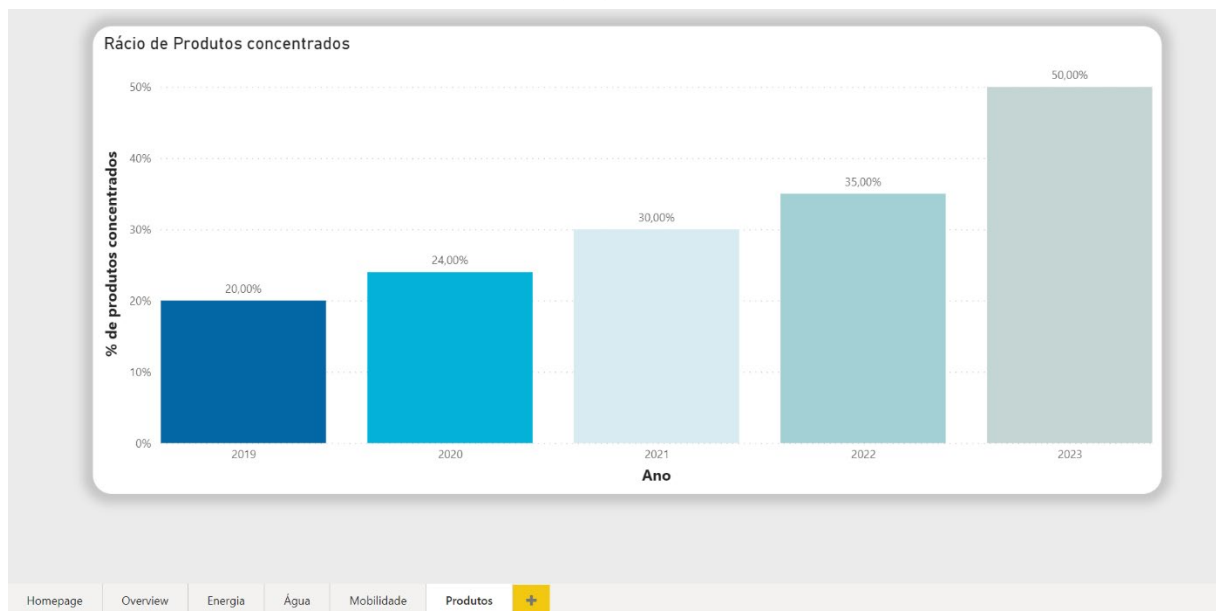 Rácio de Produtos concentrados
% de produtos concentrados
50%
40%
30%
20%
10%
0%
20,00%
24,00%
30,00%
35,00%
50,00%
2019 2020 2021 2022 2023
Ano
Homepage Overview Energia Água Mobilidade Produtos +